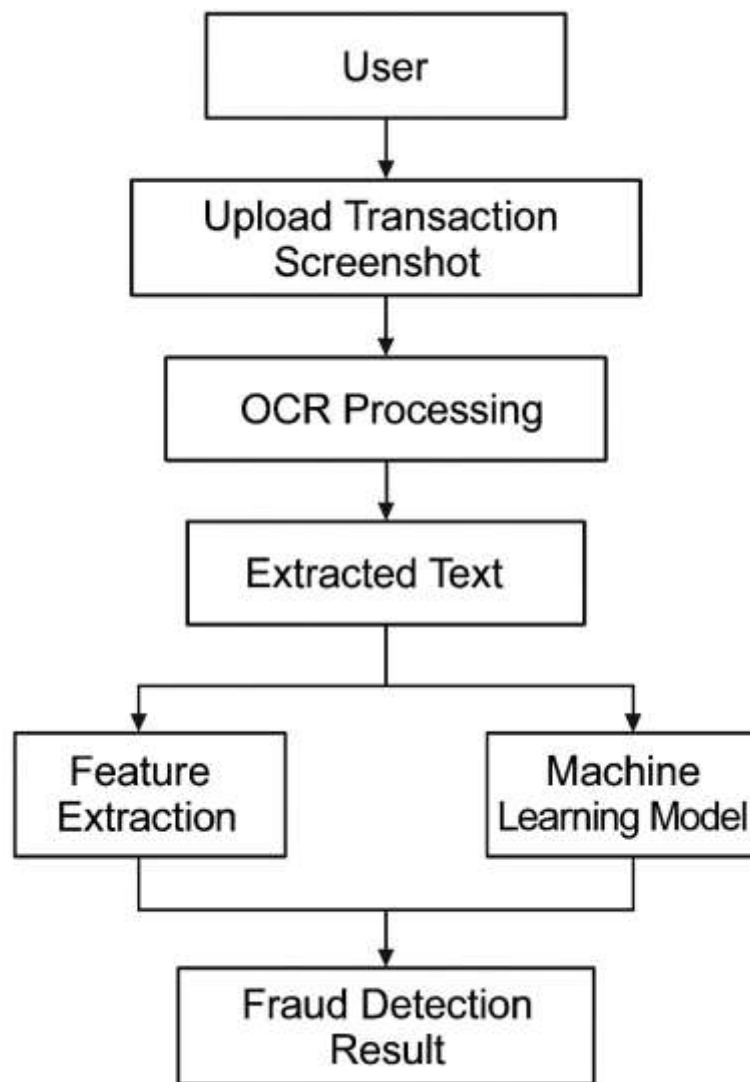 User
Upload Transaction
Screenshot
OCR Processing
Extracted Text
Feature
Extraction
Machine
Learning Model
Fraud Detection
Result